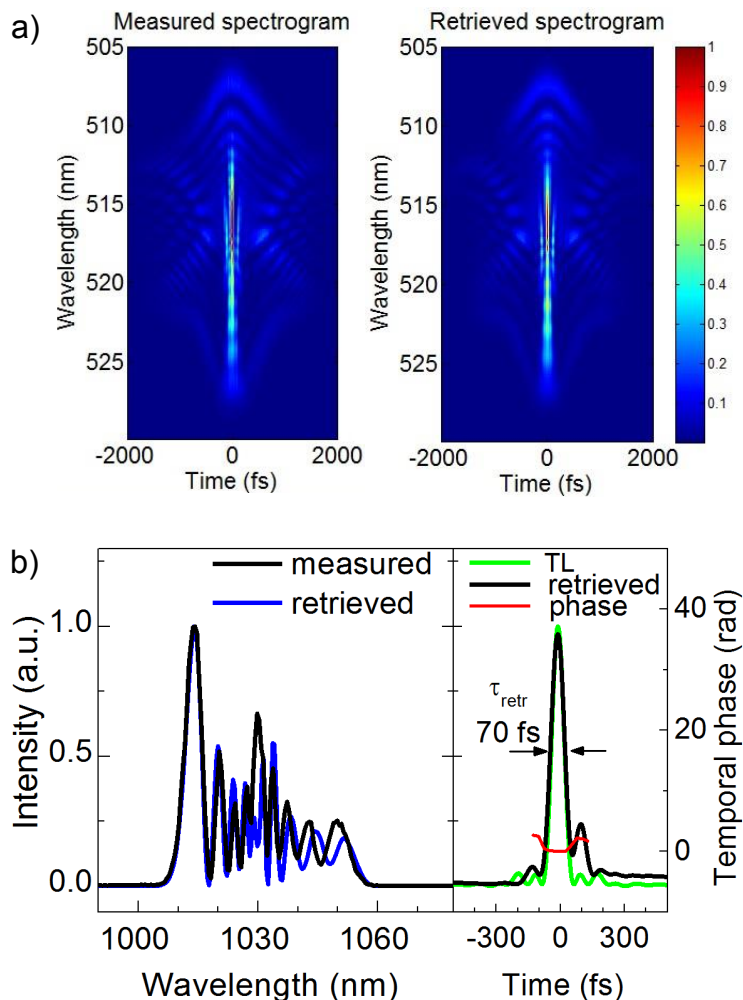 a)
Measured spectrogram
Retrieved spectrogram
505
510
515
520
525
Wavelength (nm)
-2000 0 2000
Time (fs)
505
510
515
520
525
Wavelength (nm)
-2000 0 2000
Time (fs)
1
0.9
0.8
0.7
0.6
0.5
0.4
0.3
0.2
0.1
b)
measured
retrieved
1.0
0.5
0.0
Intensity (a.u.)
1000 1030 1060
Wavelength (nm)
TL
retrieved
phase
τretr
70 fs
40
20
0
Temporal phase (rad)
-300 0 300
Time (fs)